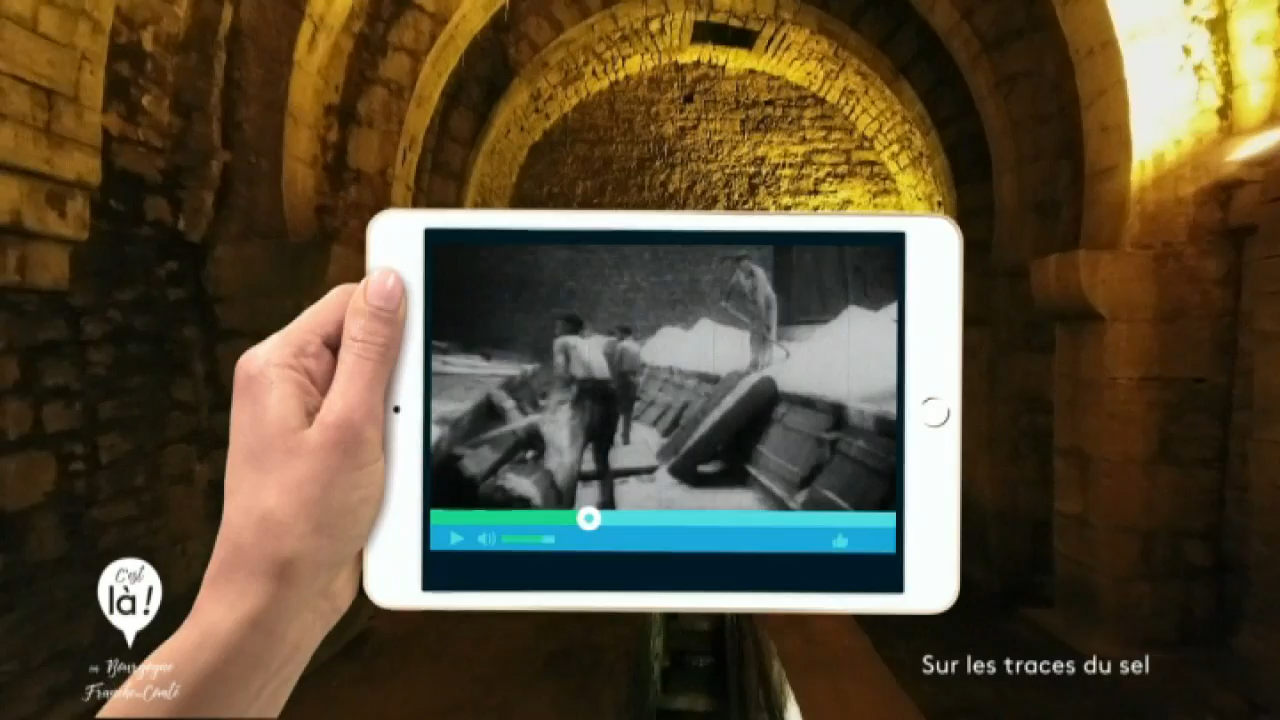 C'est
là !
en Bourgogne
Franche-Comté
Sur les traces du sel